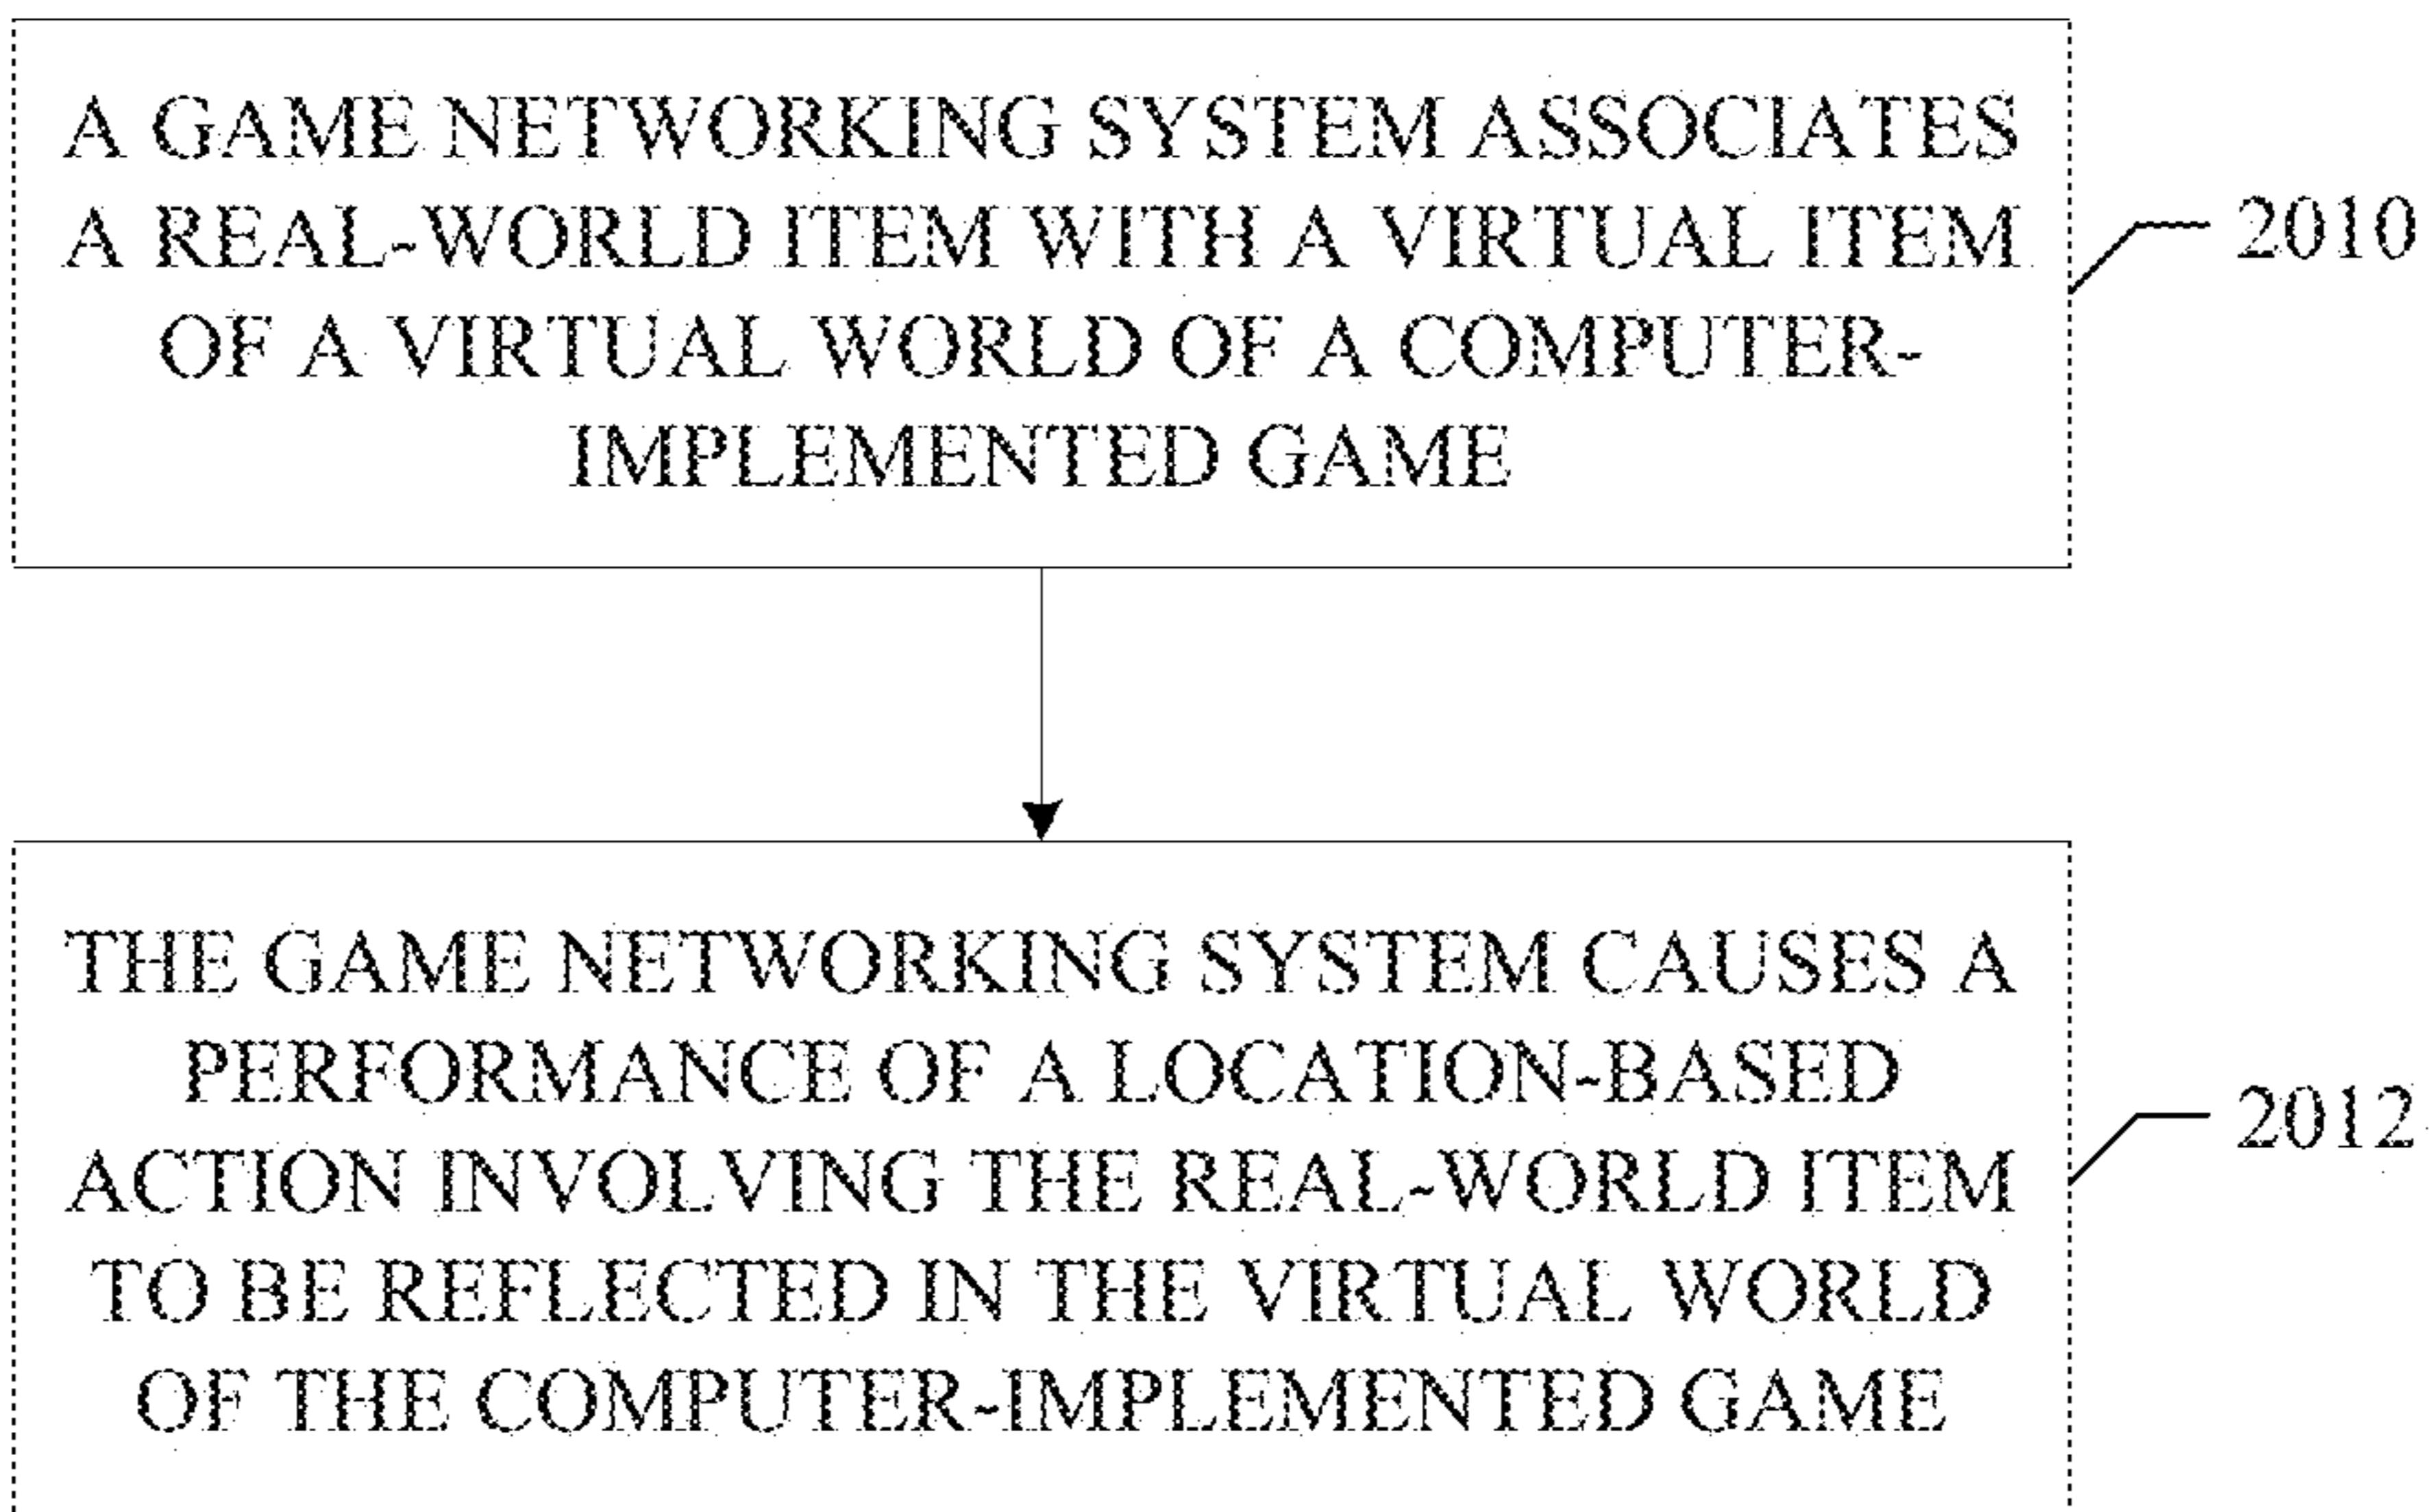 A GAME NETWORKING SYSTEM ASSOCIATES
A REAL-WORLD ITEM WITH A VIRTUAL ITEM
OF A VIRTUAL WORLD OF A COMPUTER-
IMPLEMENTED GAME
2010
THE GAME NETWORKING SYSTEM CAUSES A
PERFORMANCE OF A LOCATION-BASED
ACTION INVOLVING THE REAL-WORLD ITEM
TO BE REFLECTED IN THE VIRTUAL WORLD
OF THE COMPUTER-IMPLEMENTED GAME
2012